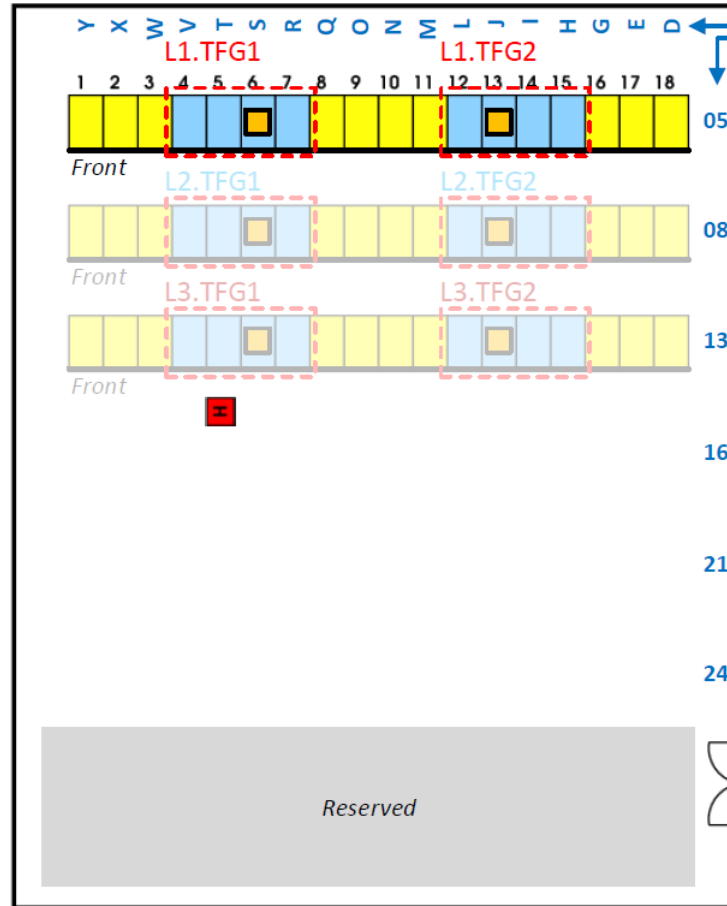 Y X W V T S R Q O N M L J I H G E D
L1.TFG1 L1.TFG2
1 2 3 4 5 6 7 8 9 10 11 12 13 14 15 16 17 18
05
Front
L2.TFG1 L2.TFG2
08
Front
L3.TFG1 L3.TFG2
13
Front
H
16
21
24
Reserved